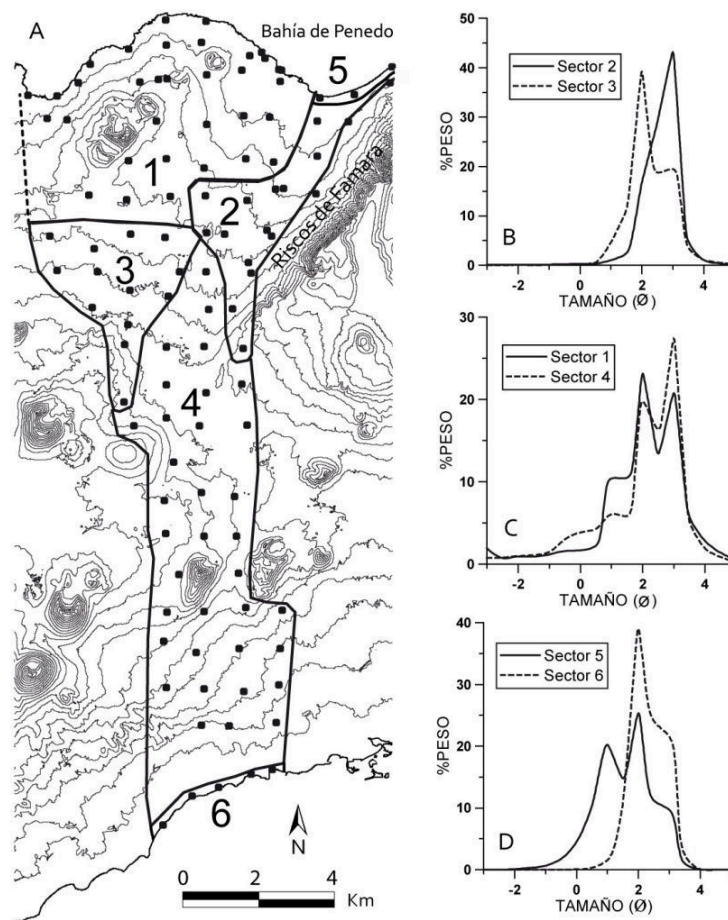 A
Bahía de Penedo
5
1
2
Riscos de Famara
3
4
6
N
0 2 4
Km
50
40
30
20
10
0
%PESO
Sector 2
Sector 3
B
-2 0 2 4
TAMAÑO (Ø)
40
30
20
10
0
%PESO
Sector 1
Sector 4
C
-2 0 2 4
TAMAÑO (Ø)
40
30
20
10
0
%PESO
Sector 5
Sector 6
D
-2 0 2 4
TAMAÑO (Ø)